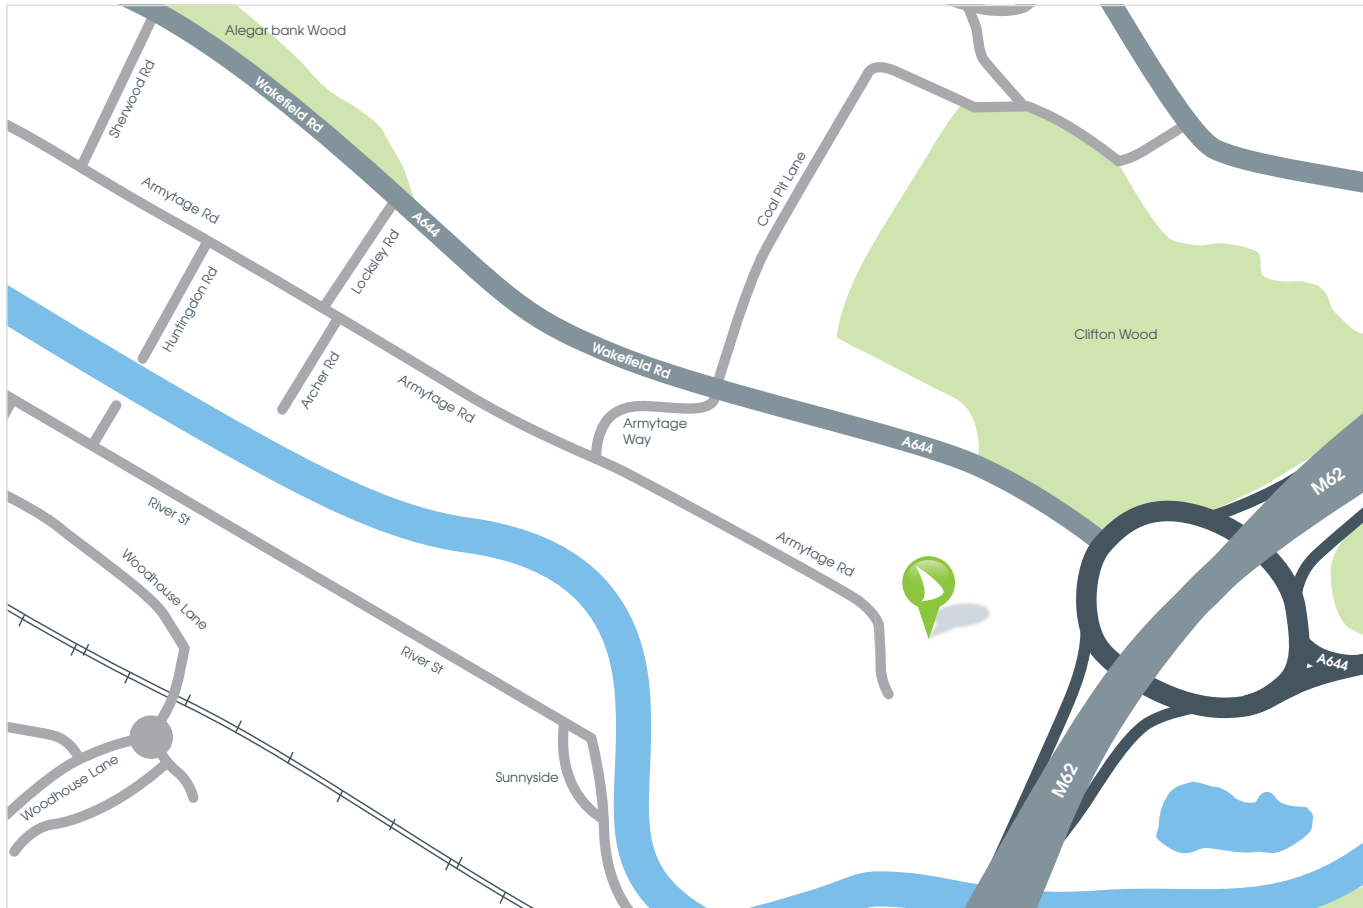 Alegar bank Wood
Sherwood Rd
Wakefield Rd
Armytage Rd
A644
Coal Pit Lane
Locksley Rd
Huntingdon Rd
Clifton Wood
Wakefield Rd
Archer Rd
Armytage Rd
Armytage
Way
A644
M62
River St
Armytage Rd
Woodhouse Lane
River St
A644
Woodhouse Lane
Sunnyside
M62